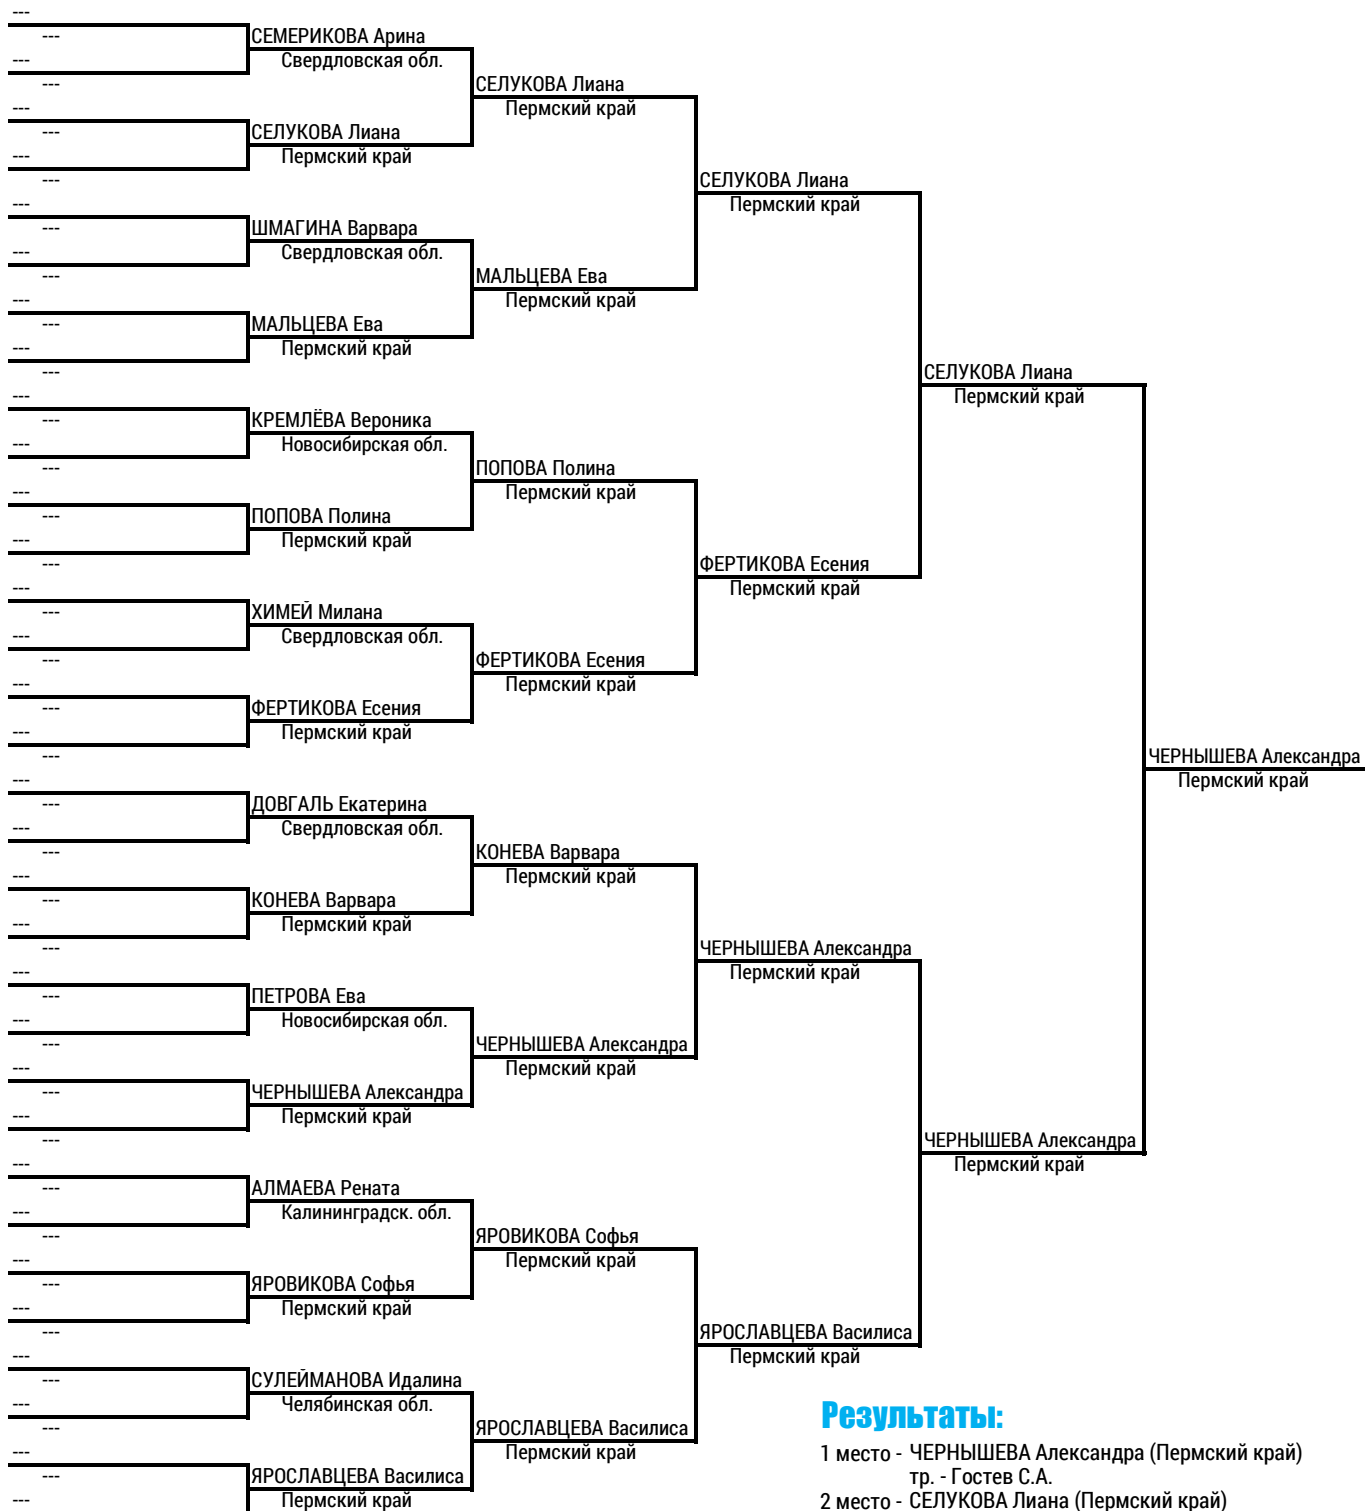 ---
---
СЕМЕРИКОВА Арина
---
Свердловская обл.
---
СЕЛУКОВА Лиана
---
Пермский край
---
СЕЛУКОВА Лиана
---
Пермский край
---
СЕЛУКОВА Лиана
---
Пермский край
---
ШМАГИНА Варвара
---
Свердловская обл.
---
МАЛЬЦЕВА Ева
---
Пермский край
---
МАЛЬЦЕВА Ева
---
Пермский край
---
СЕЛУКОВА Лиана
---
Пермский край
---
КРЕМЛЁВА Вероника
---
Новосибирская обл.
---
ПОПОВА Полина
---
Пермский край
---
ПОПОВА Полина
---
Пермский край
---
ФЕРТИКОВА Есения
---
Пермский край
---
ХИМЕЙ Милана
---
Свердловская обл.
---
ФЕРТИКОВА Есения
---
Пермский край
---
ФЕРТИКОВА Есения
---
Пермский край
---
ЧЕРНЫШЕВА Александра
---
Пермский край
---
ДОВГАЛЬ Екатерина
---
Свердловская обл.
---
КОНЕВА Варвара
---
Пермский край
---
КОНЕВА Варвара
---
Пермский край
---
ЧЕРНЫШЕВА Александра
---
Пермский край
---
ПЕТРОВА Ева
---
Новосибирская обл.
---
ЧЕРНЫШЕВА Александра
---
Пермский край
---
ЧЕРНЫШЕВА Александра
---
Пермский край
---
ЧЕРНЫШЕВА Александра
---
Пермский край
---
АЛМАЕВА Рената
---
Калининградск. обл.
---
ЯРОВИКОВА Софья
---
Пермский край
---
ЯРОВИКОВА Софья
---
Пермский край
---
ЯРОСЛАВЦЕВА Василиса
---
Пермский край
---
СУЛЕЙМАНОВА Идалина
---
Челябинская обл.
---
ЯРОСЛАВЦЕВА Василиса
---
Пермский край
---
ЯРОСЛАВЦЕВА Василиса
---
Пермский край
Результаты:
1 место - ЧЕРНЫШЕВА Александра (Пермский край)
тр. - Гостев С.А.
2 место - СЕЛУКОВА Лиана (Пермский край)